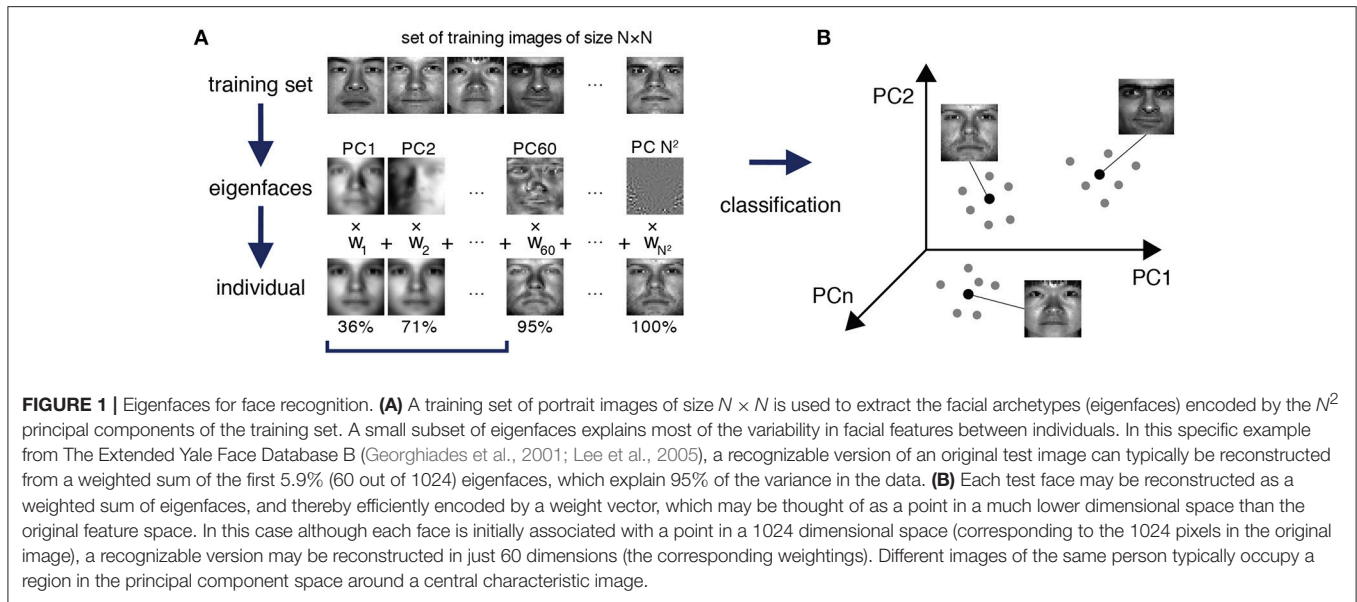 A
set of training images of size N×N
training set
...
PC1 PC2 PC60 PC N²
eigenfaces
... ...
× × × ×
W₁ + W₂ + ... + W₆₀ + ... + W_N²
individual
... ...
36% 71% 95% 100%
classification
B
PC2
PC1
PCn
FIGURE 1 | Eigenfaces for face recognition. (A) A training set of portrait images of size N × N is used to extract the facial archetypes (eigenfaces) encoded by the N²
principal components of the training set. A small subset of eigenfaces explains most of the variability in facial features between individuals. In this specific example
from The Extended Yale Face Database B (Georghiades et al., 2001; Lee et al., 2005), a recognizable version of an original test image can typically be reconstructed
from a weighted sum of the first 5.9% (60 out of 1024) eigenfaces, which explain 95% of the variance in the data. (B) Each test face may be reconstructed as a
weighted sum of eigenfaces, and thereby efficiently encoded by a weight vector, which may be thought of as a point in a much lower dimensional space than the
original feature space. In this case although each face is initially associated with a point in a 1024 dimensional space (corresponding to the 1024 pixels in the original
image), a recognizable version may be reconstructed in just 60 dimensions (the corresponding weightings). Different images of the same person typically occupy a
region in the principal component space around a central characteristic image.